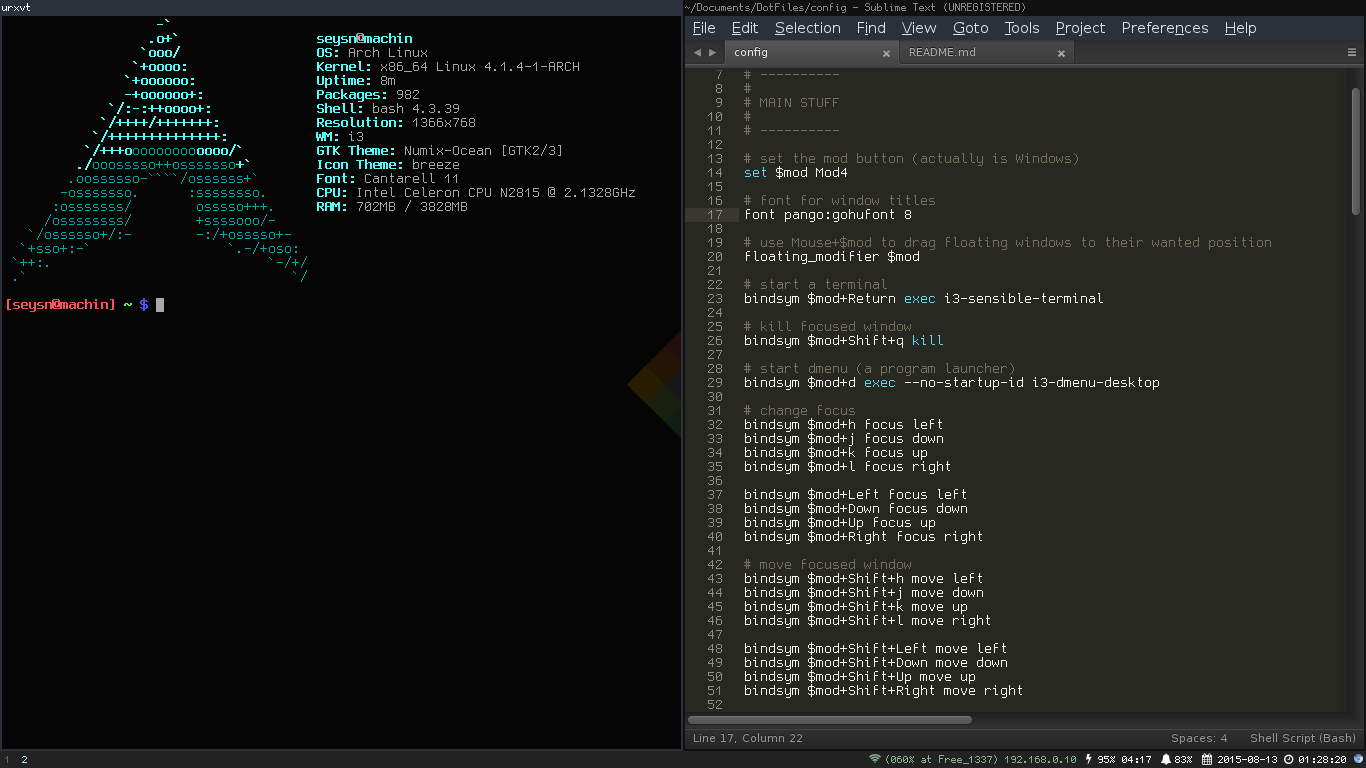 urxvt
-`
.o+`
`ooo/
`+oooo:
`+oooooo:
-+oooooo+:
`/:-:++oooo+:
`/++++/+++++++:
`/++++++++++++++:
`/+++ooooooooooooo/`
./ooosssso++osssssso+`
.oossssso-````/ossssss+`
-osssssso.      :ssssssso.
:osssssss/        osssso+++.
/ossssssss/        +ssssooo/-
`/ossssso+/:-        -:/+osssso+-
`+sso+:-`                 `.-/+oso:
`++:.                           `-/+/
.`                                 `/
seysn@machin
OS: Arch Linux
Kernel: x86_64 Linux 4.1.4-1-ARCH
Uptime: 8m
Packages: 982
Shell: bash 4.3.39
Resolution: 1366x768
WM: i3
GTK Theme: Numix-Ocean [GTK2/3]
Icon Theme: breeze
Font: Cantarell 11
CPU: Intel Celeron CPU N2815 @ 2.1328GHz
RAM: 702MB / 3828MB
[seysn@machin] ~ $
~/Documents/DotFiles/config - Sublime Text (UNREGISTERED)
File Edit Selection Find View Goto Tools Project Preferences Help
config README.md
7 # ----------
8 #
9 # MAIN STUFF
10 #
11 # ----------
12
13 # set the mod button (actually is Windows)
14 set $mod Mod4
15
16 # font for window titles
17 font pango:gohufont 8
18
19 # use Mouse+$mod to drag floating windows to their wanted position
20 floating_modifier $mod
21
22 # start a terminal
23 bindsym $mod+Return exec i3-sensible-terminal
24
25 # kill focused window
26 bindsym $mod+Shift+q kill
27
28 # start dmenu (a program launcher)
29 bindsym $mod+d exec --no-startup-id i3-dmenu-desktop
30
31 # change focus
32 bindsym $mod+h focus left
33 bindsym $mod+j focus down
34 bindsym $mod+k focus up
35 bindsym $mod+l focus right
36
37 bindsym $mod+Left focus left
38 bindsym $mod+Down focus down
39 bindsym $mod+Up focus up
40 bindsym $mod+Right focus right
41
42 # move focused window
43 bindsym $mod+Shift+h move left
44 bindsym $mod+Shift+j move down
45 bindsym $mod+Shift+k move up
46 bindsym $mod+Shift+l move right
47
48 bindsym $mod+Shift+Left move left
49 bindsym $mod+Shift+Down move down
50 bindsym $mod+Shift+Up move up
51 bindsym $mod+Shift+Right move right
52
Line 17, Column 22 Spaces: 4 Shell Script (Bash)
1 2 (060% at Free_1337) 192.168.0.10 95% 04:17 83% 2015-08-13 01:28:20